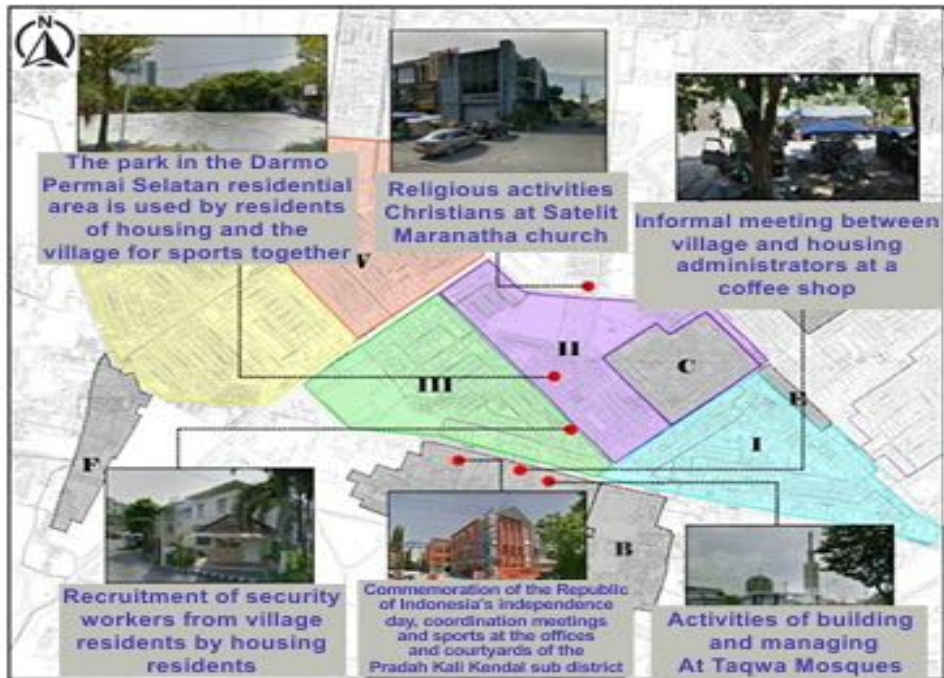 N
The park in the Darmo
Permai Selatan residential
area is used by residents
of housing and the
village for sports together
Religious activities
Christians at Satelit
Maranatha church
Informal meeting between
village and housing
administrators at a
coffee shop
V
II
C
III
E
I
F
B
Recruitment of security
workers from village
residents by housing
residents
Commemoration of the Republic
of Indonesia's independence
day, coordination meetings
and sports at the offices
and courtyards of the
Pradah Kali Kendal sub district
Activities of building
and managing
At Taqwa Mosques